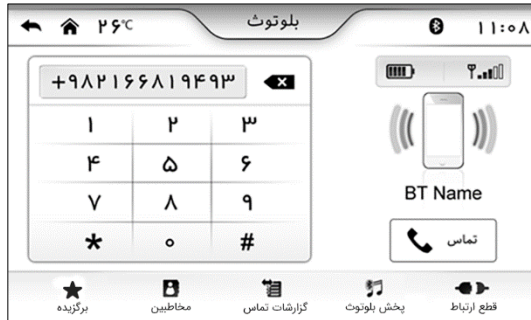 ۲۶°C بلوتوث ۱۱:۰۸
+۹۸۲۱۶۶۸۱۹۴۹۳
۱ ۲ ۳
۴ ۵ ۶
۷ ۸ ۹
* ۰ #
BT Name
تماس
برگزیده
مخاطبین
گزارشات تماس
پخش بلوتوث
قطع ارتباط